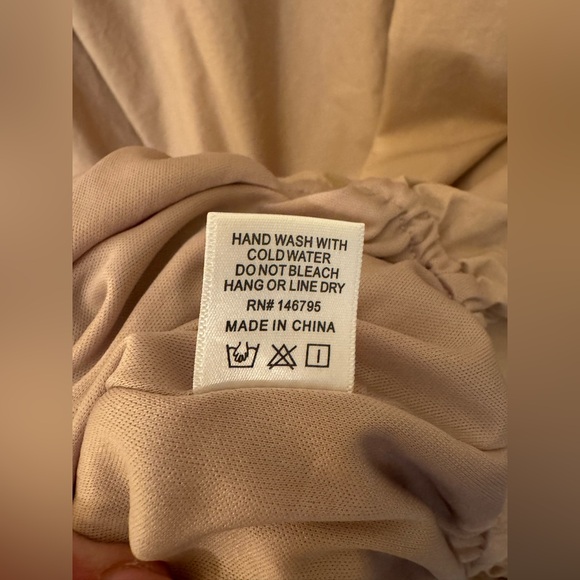 HAND WASH WITH
COLD WATER
DO NOT BLEACH
HANG OR LINE DRY
RN# 146795
MADE IN CHINA